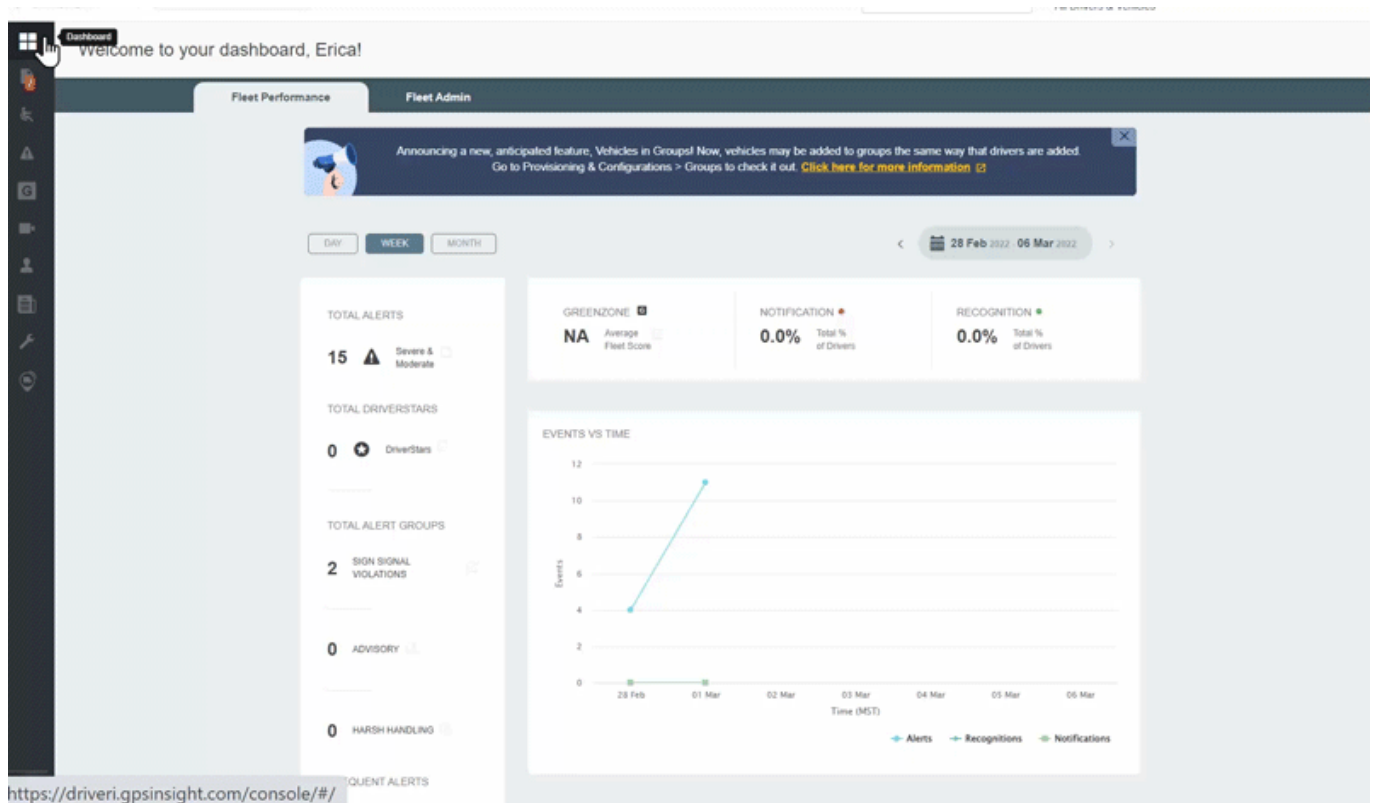 Dashboard
Welcome to your dashboard, Erica!
Fleet Performance
Fleet Admin
Announcing a new, anticipated feature, Vehicles in Groups! Now, vehicles may be added to groups the same way that drivers are added.
Go to Provisioning & Configurations > Groups to check it out. Click here for more information
DAY
WEEK
MONTH
28 Feb 2022 - 06 Mar 2022
TOTAL ALERTS
15
Severe &
Moderate
TOTAL DRIVERSTARS
0
DriverStars
TOTAL ALERT GROUPS
2
SIGN SIGNAL
VIOLATIONS
0
ADVISORY
0
HARSH HANDLING
QUENT ALERTS
GREENZONE
NA
Average
Fleet Score
NOTIFICATION
0.0%
Total %
of Drivers
RECOGNITION
0.0%
Total %
of Drivers
EVENTS VS TIME
12
10
8
6
4
2
0
Events
28 Feb
01 Mar
02 Mar
03 Mar
04 Mar
05 Mar
06 Mar
Time (MST)
Alerts
Recognitions
Notifications
https://driveri.gpsinsight.com/console/#/